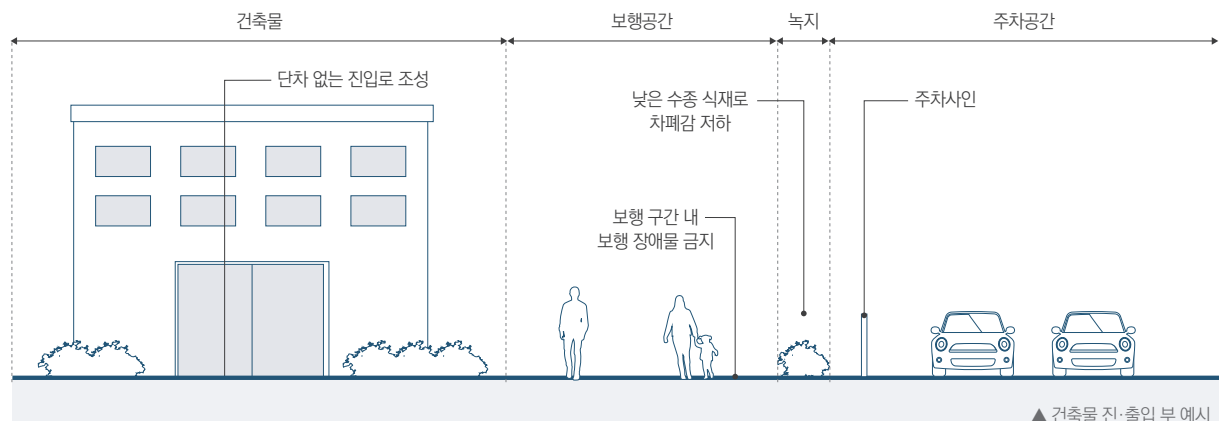 건축물
보행공간
녹지
주차공간
단차 없는 진입로 조성
낮은 수종 식재로
차폐감 저하
주차사인
보행 구간 내
보행 장애물 금지
▲ 건축물 진·출입 부 예시